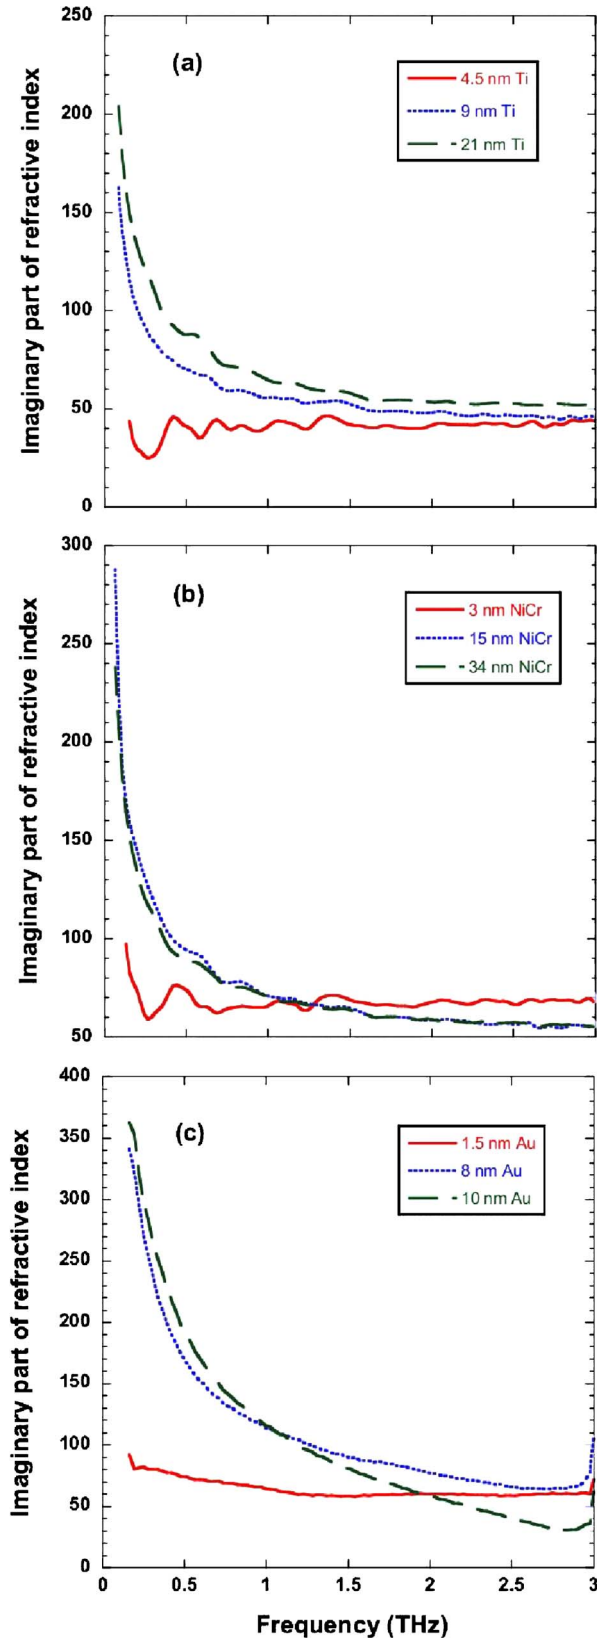 250
200
150
100
50
0
Imaginary part of refractive index
(a)
4.5 nm Ti
9 nm Ti
21 nm Ti
300
250
200
150
100
50
Imaginary part of refractive index
(b)
3 nm NiCr
15 nm NiCr
34 nm NiCr
400
350
300
250
200
150
100
50
0
Imaginary part of refractive index
(c)
1.5 nm Au
8 nm Au
10 nm Au
0 0.5 1 1.5 2 2.5 3
Frequency (THz)